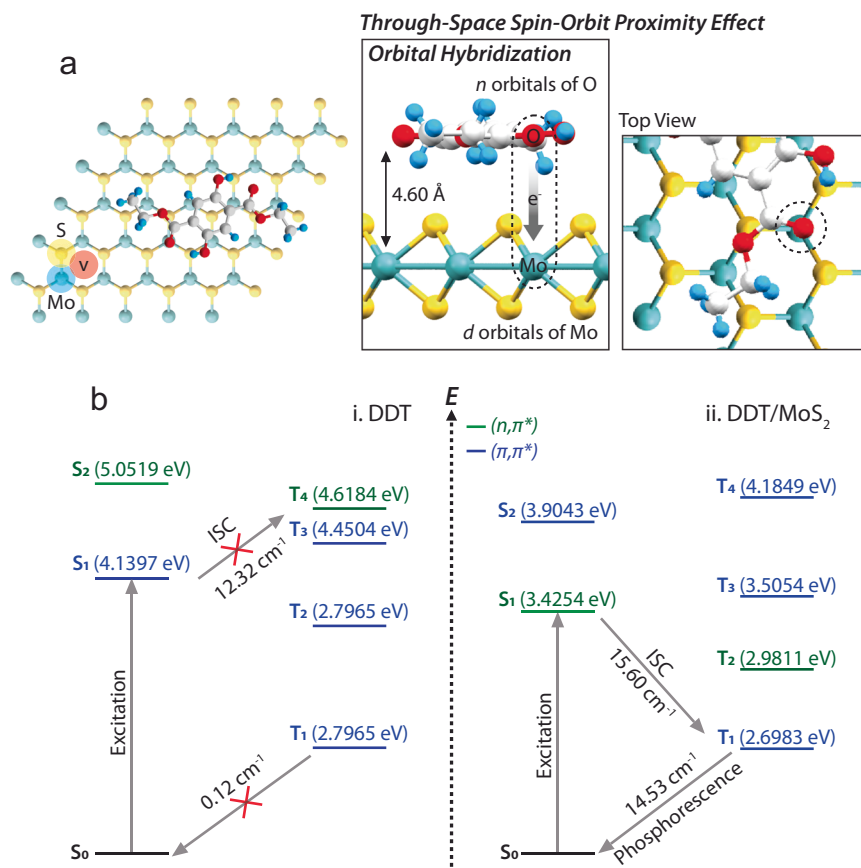 Through-Space Spin-Orbit Proximity Effect
a
S
V
Mo
Orbital Hybridization
n orbitals of O
O
4.60 Å
e⁻
Mo
d orbitals of Mo
Top View
b
i. DDT
S₂ (5.0519 eV)
T₄ (4.6184 eV)
ISC
12.32 cm⁻¹
T₃ (4.4504 eV)
S₁ (4.1397 eV)
T₂ (2.7965 eV)
Excitation
T₁ (2.7965 eV)
0.12 cm⁻¹
S₀
E
(n,π*)
(π,π*)
ii. DDT/MoS₂
T₄ (4.1849 eV)
S₂ (3.9043 eV)
T₃ (3.5054 eV)
S₁ (3.4254 eV)
ISC
15.60 cm⁻¹
T₂ (2.9811 eV)
Excitation
T₁ (2.6983 eV)
14.53 cm⁻¹
Phosphorescence
S₀